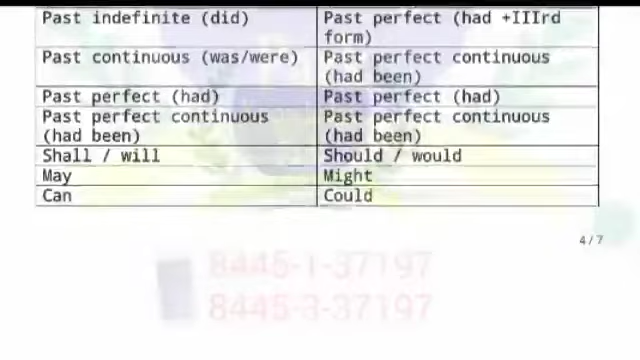 Past indefinite (did) Past perfect (had +IIIrd
form)
Past continuous (was/were) Past perfect continuous
(had been)
Past perfect (had) Past perfect (had)
Past perfect continuous Past perfect continuous
(had been) (had been)
Shall / will Should / would
May Might
Can Could
4/7
8445-1-37197
8445-3-37197